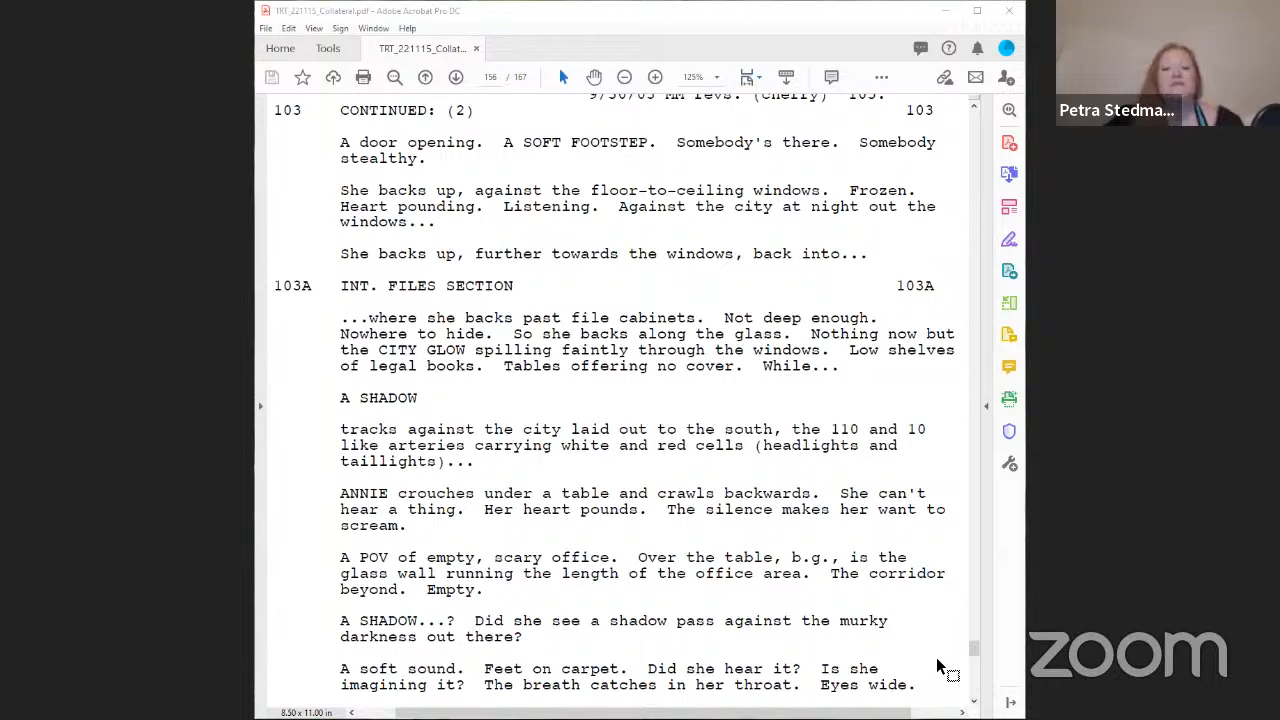 TRT_221115_Collateral.pdf - Adobe Acrobat Pro DC
File Edit View Sign Window Help
Home Tools TRT_221115_Collat... ×
156 / 167 125%
9/30/03 MM revs. (cherry) 105.
103 CONTINUED: (2) 103
A door opening. A SOFT FOOTSTEP. Somebody's there. Somebody
stealthy.
She backs up, against the floor-to-ceiling windows. Frozen.
Heart pounding. Listening. Against the city at night out the
windows...
She backs up, further towards the windows, back into...
103A INT. FILES SECTION 103A
...where she backs past file cabinets. Not deep enough.
Nowhere to hide. So she backs along the glass. Nothing now but
the CITY GLOW spilling faintly through the windows. Low shelves
of legal books. Tables offering no cover. While...
A SHADOW
tracks against the city laid out to the south, the 110 and 10
like arteries carrying white and red cells (headlights and
taillights)...
ANNIE crouches under a table and crawls backwards. She can't
hear a thing. Her heart pounds. The silence makes her want to
scream.
A POV of empty, scary office. Over the table, b.g., is the
glass wall running the length of the office area. The corridor
beyond. Empty.
A SHADOW...? Did she see a shadow pass against the murky
darkness out there?
A soft sound. Feet on carpet. Did she hear it? Is she
imagining it? The breath catches in her throat. Eyes wide.
8.50 x 11.00 in
Petra Stedma...
zoom